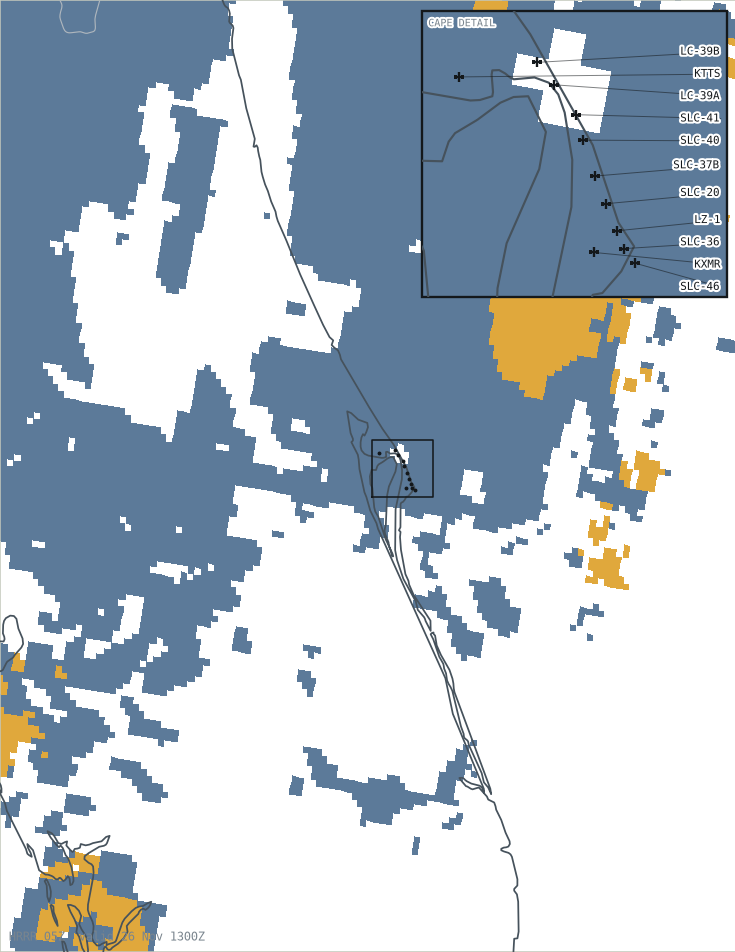 CAPE DETAIL
LC-39B
KTTS
LC-39A
SLC-41
SLC-40
SLC-37B
SLC-20
LZ-1
SLC-36
KXMR
SLC-46
26 Nov 1300Z